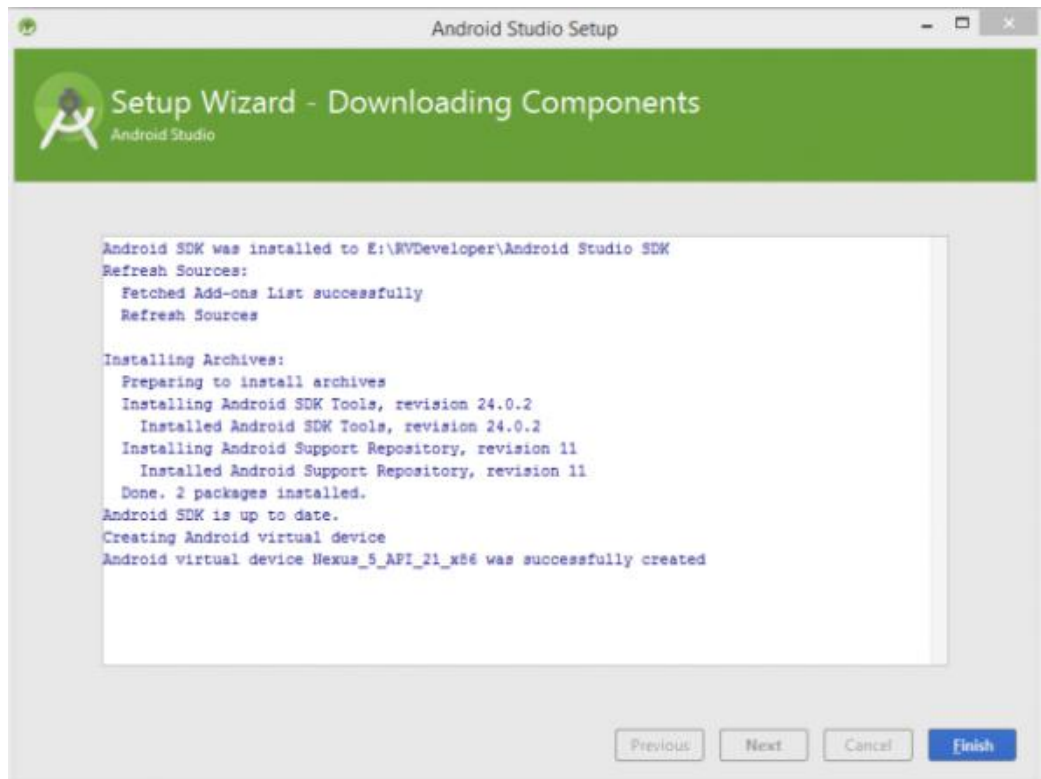 Android Studio Setup
Setup Wizard - Downloading Components
Android Studio
Android SDK was installed to E:\RVDeveloper\Android Studio SDK
Refresh Sources:
Fetched Add-ons List successfully
Refresh Sources
Installing Archives:
Preparing to install archives
Installing Android SDK Tools, revision 24.0.2
Installed Android SDK Tools, revision 24.0.2
Installing Android Support Repository, revision 11
Installed Android Support Repository, revision 11
Done. 2 packages installed.
Android SDK is up to date.
Creating Android virtual device
Android virtual device Nexus_5_API_21_x86 was successfully created
Previous Next Cancel Finish